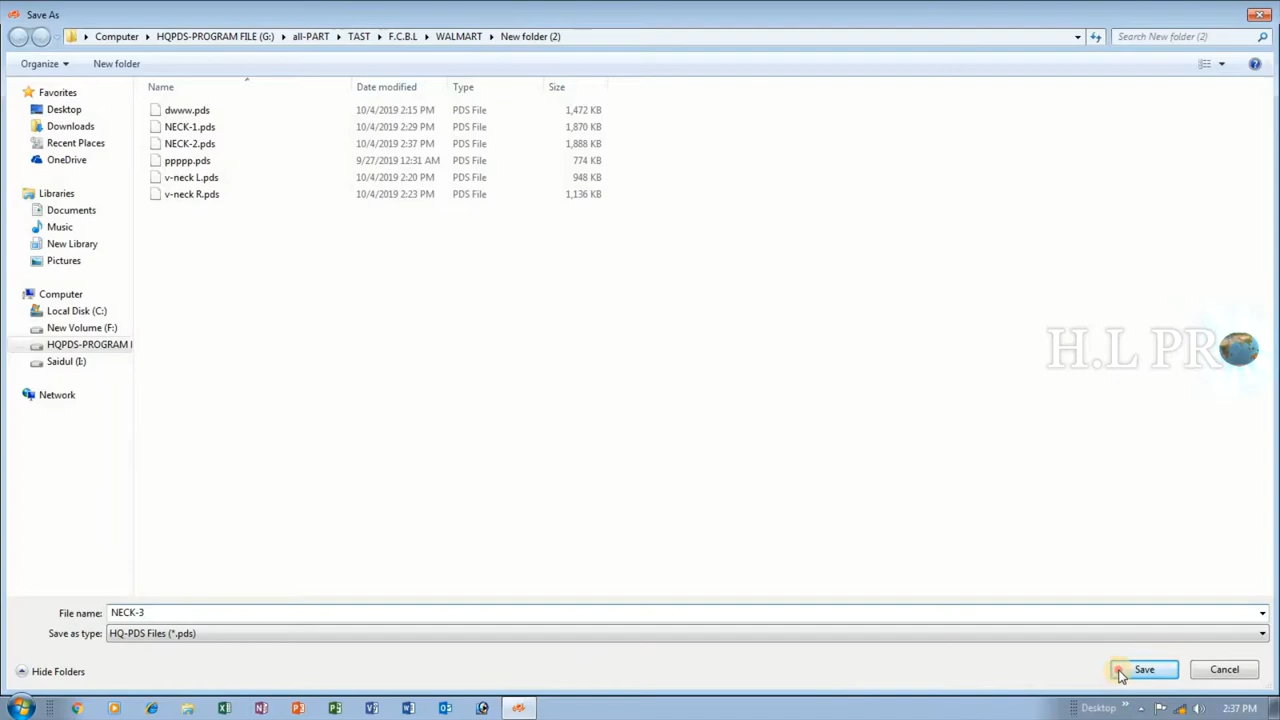 Save As
Computer HQPDS-PROGRAM FILE (G:) all-PART TAST F.C.B.L WALMART New folder (2)
Search New folder (2)
Organize New folder
Name Date modified Type Size
Favorites
Desktop
Downloads
Recent Places
OneDrive
Libraries
Documents
Music
New Library
Pictures
Computer
Local Disk (C:)
New Volume (F:)
HQPDS-PROGRAM
Saidul (I:)
Network
dwww.pds 10/4/2019 2:15 PM PDS File 1,472 KB
NECK-1.pds 10/4/2019 2:29 PM PDS File 1,870 KB
NECK-2.pds 10/4/2019 2:37 PM PDS File 1,888 KB
ppppp.pds 9/27/2019 12:31 AM PDS File 774 KB
v-neck L.pds 10/4/2019 2:20 PM PDS File 948 KB
v-neck R.pds 10/4/2019 2:23 PM PDS File 1,136 KB
H.L PR
File name: NECK-3
Save as type: HQ-PDS Files (*.pds)
Hide Folders
Save Cancel
Desktop 2:37 PM